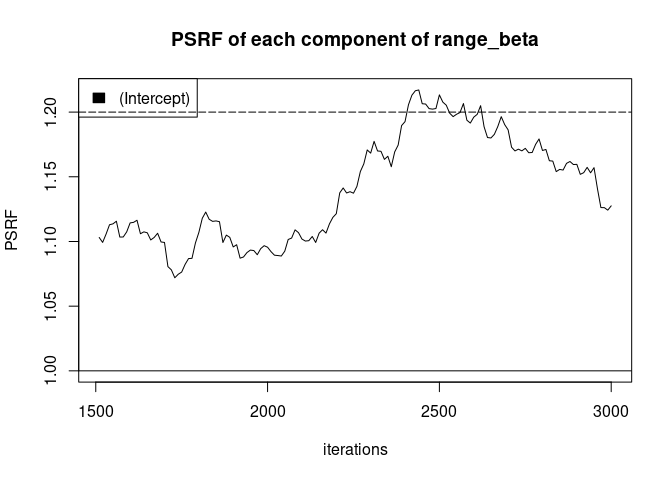 PSRF of each component of range_beta
(Intercept)
PSRF
1.20
1.15
1.10
1.05
1.00
1500 2000 2500 3000
iterations